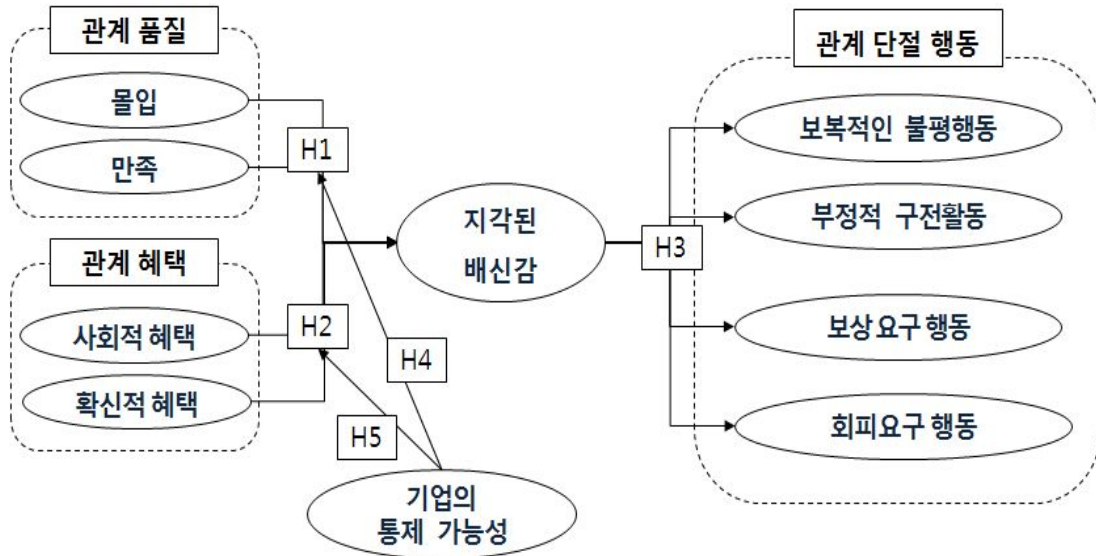 관계 품질
몰입
만족
H1
관계 혜택
사회적 혜택
확신적 혜택
H2
지각된
배신감
H4
H5
기업의
통제 가능성
H3
관계 단절 행동
보복적인 불평행동
부정적 구전활동
보상요구 행동
회피요구 행동